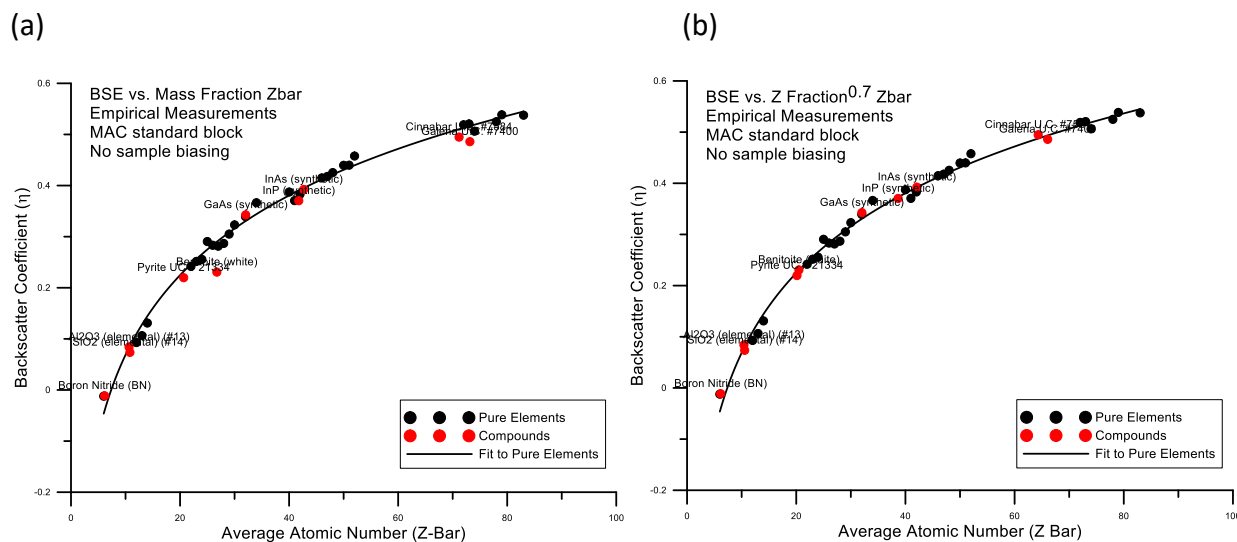 (a)
BSE vs. Mass Fraction Zbar
Empirical Measurements
MAC standard block
No sample biasing
0.6
0.4
0.2
0
-0.2
Backscatter Coefficient (η)
Galena U.C. #7400
InAs (synthetic)
InP (synthetic)
GaAs (synthetic)
Benitoite (white)
Pyrite UC #21334
Al2O3 (elemental) (#13)
SiO2 (elemental) (#14)
Boron Nitride (BN)
Pure Elements
Compounds
Fit to Pure Elements
0 20 40 60 80 100
Average Atomic Number (Z-Bar)
(b)
BSE vs. Z Fraction^0.7 Zbar
Empirical Measurements
MAC standard block
No sample biasing
0.6
0.4
0.2
0
-0.2
Backscatter Coefficient (η)
Cinnabar U.C.
Galena U.C.
InAs (synthetic)
InP (synthetic)
GaAs (synthetic)
Benitoite (white)
Pyrite UC #21334
Al2O3 (elemental) (#13)
SiO2 (elemental) (#14)
Boron Nitride (BN)
Pure Elements
Compounds
Fit to Pure Elements
0 20 40 60 80 100
Average Atomic Number (Z Bar)